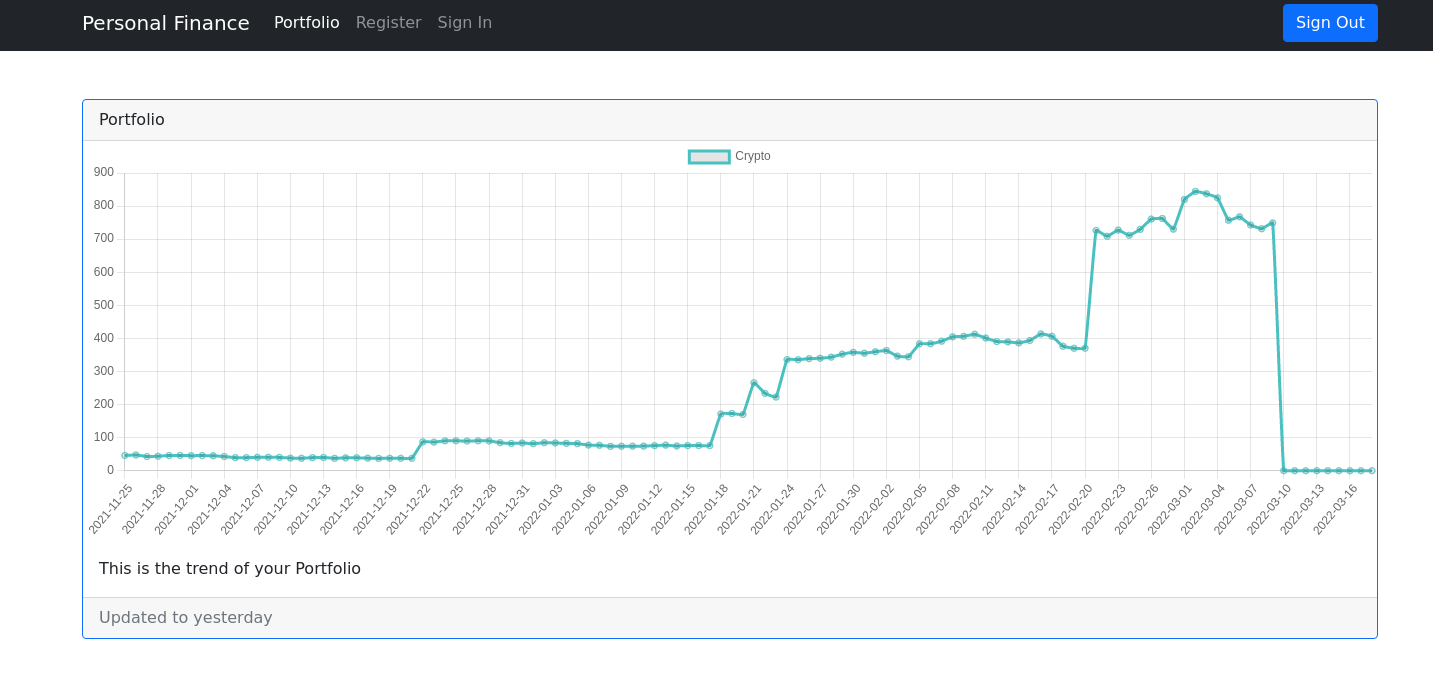 Personal Finance Portfolio Register Sign In Sign Out
Portfolio
Crypto
900
800
700
600
500
400
300
200
100
0
2021-11-25 2021-11-28 2021-12-01 2021-12-04 2021-12-07 2021-12-10 2021-12-13 2021-12-16 2021-12-19 2021-12-22 2021-12-25 2021-12-28 2021-12-31 2022-01-03 2022-01-06 2022-01-09 2022-01-12 2022-01-15 2022-01-18 2022-01-21 2022-01-24 2022-01-27 2022-01-30 2022-02-02 2022-02-05 2022-02-08 2022-02-11 2022-02-14 2022-02-17 2022-02-20 2022-02-23 2022-02-26 2022-03-01 2022-03-04 2022-03-07 2022-03-10 2022-03-13 2022-03-16
This is the trend of your Portfolio
Updated to yesterday